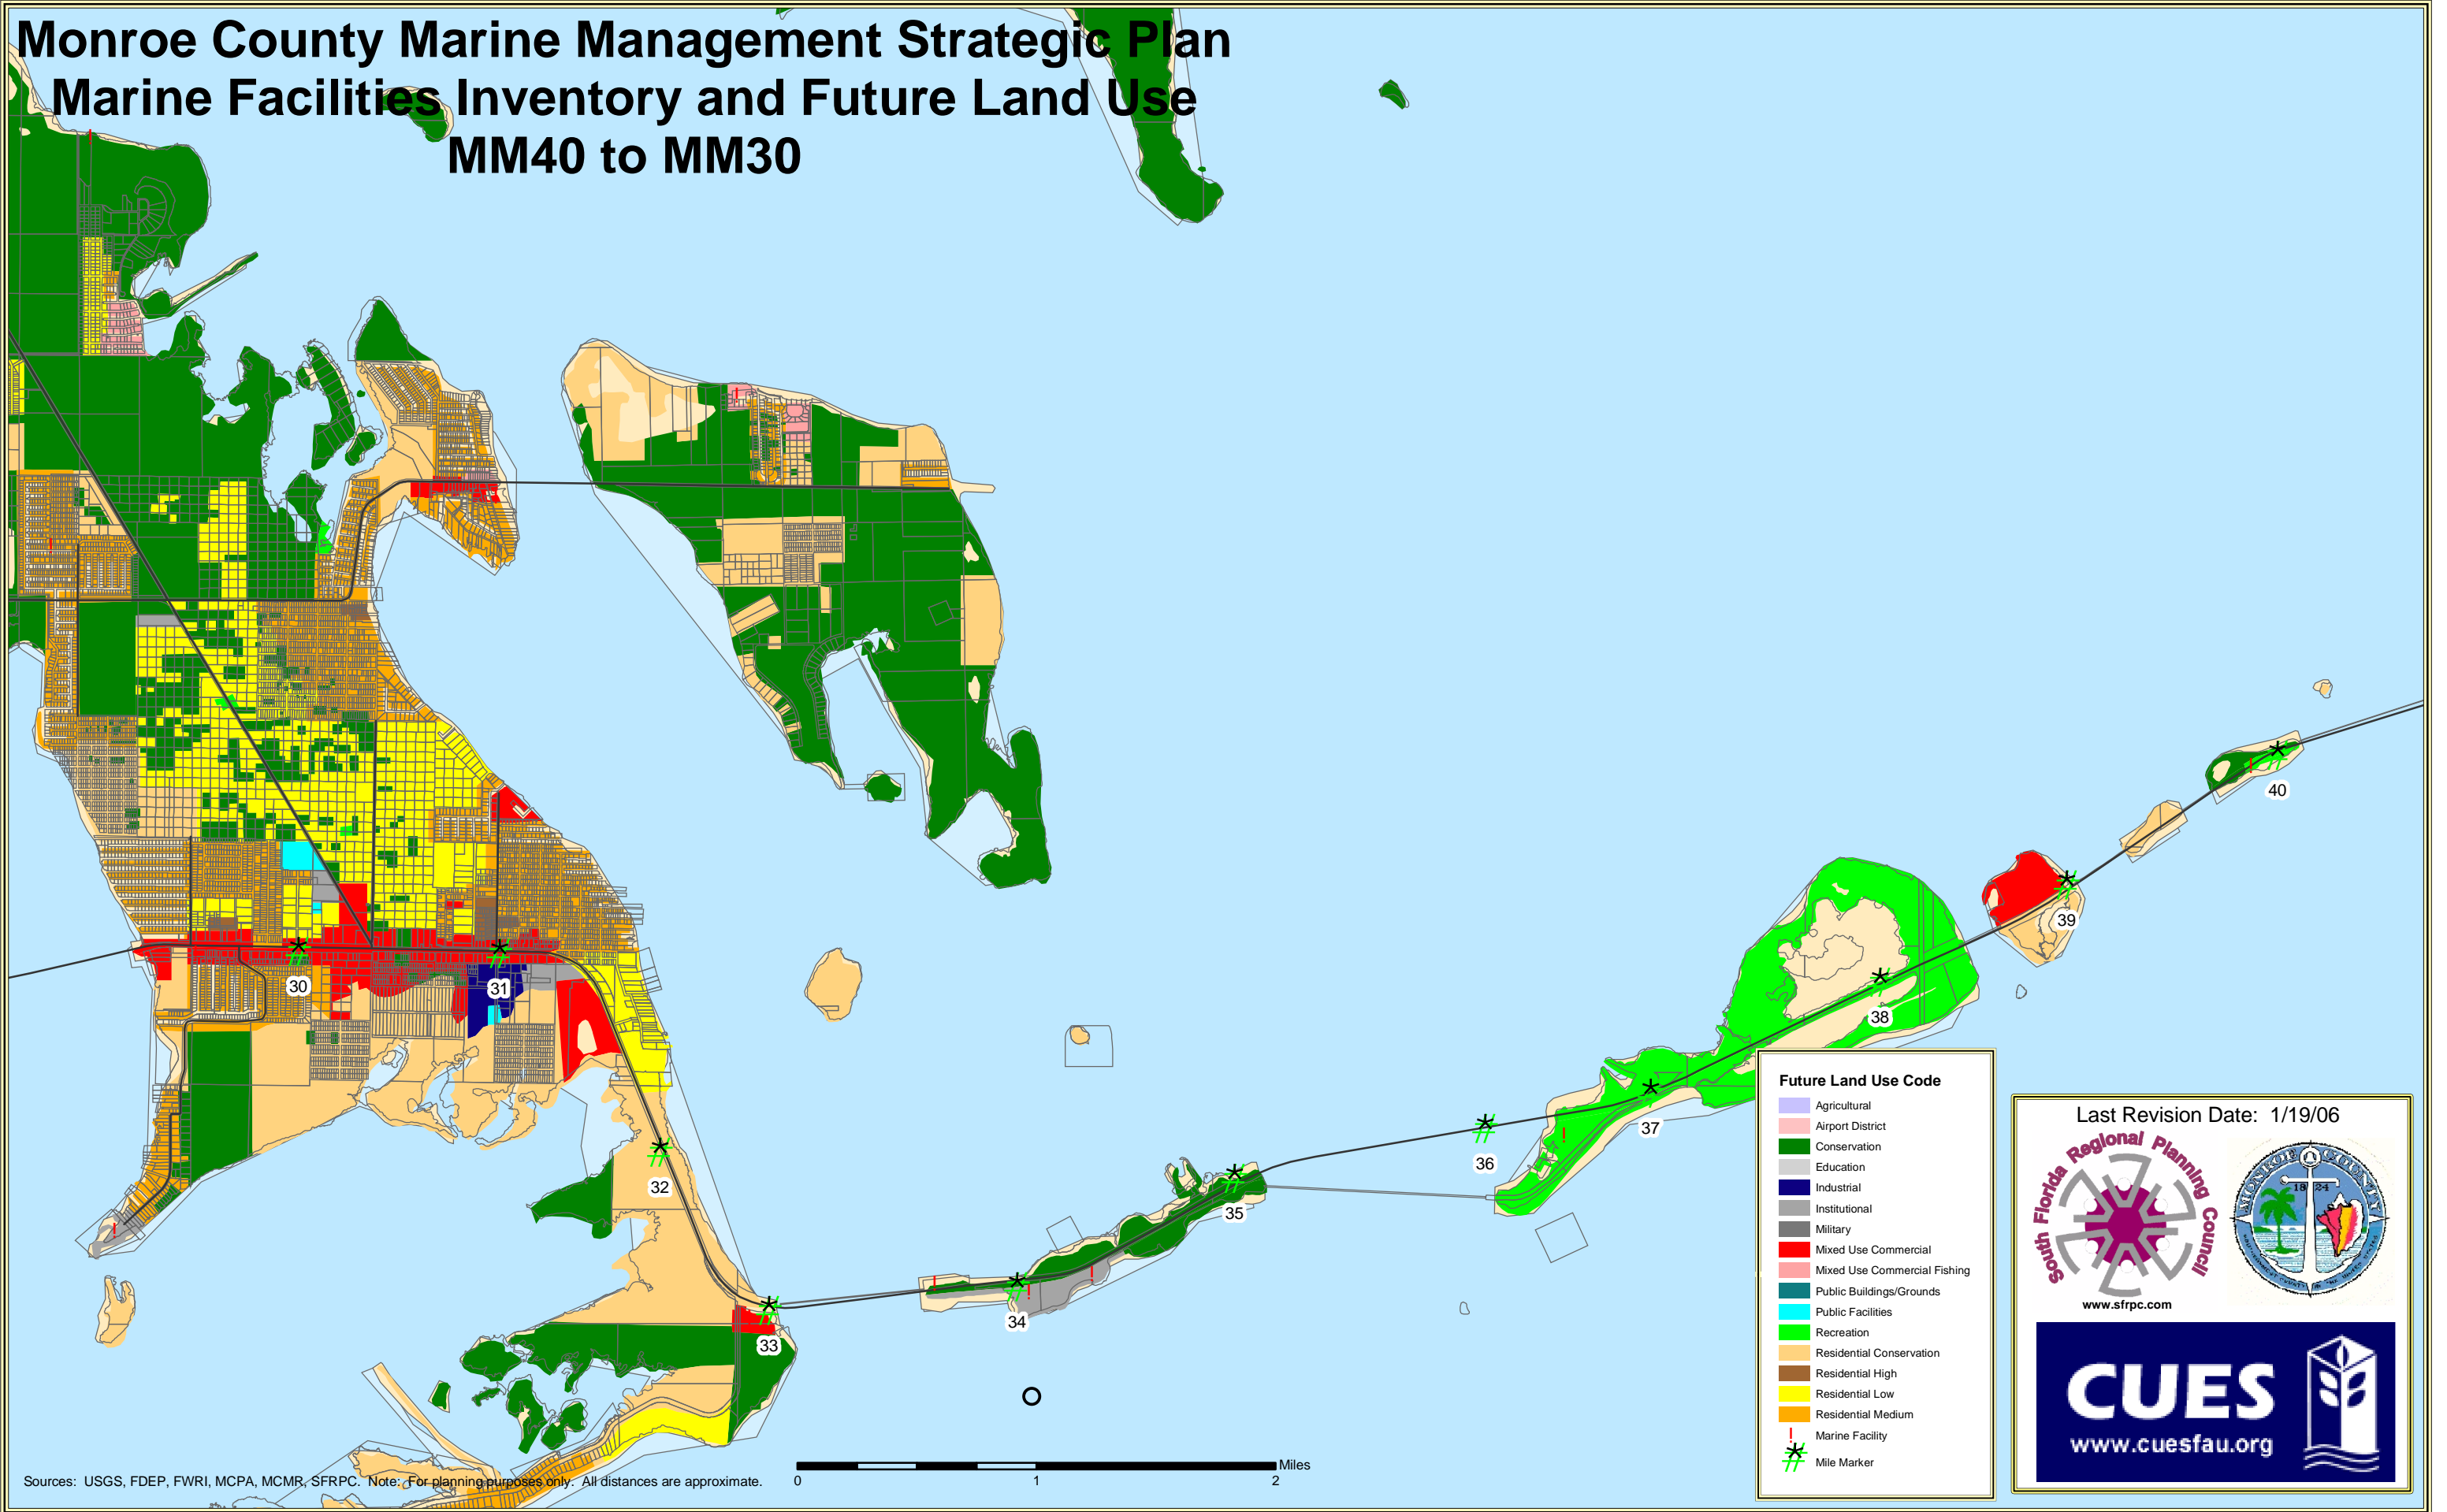 Monroe County Marine Management Strategic Plan
Marine Facilities Inventory and Future Land Use
MM40 to MM30
40
39
38
37
36
35
34
33
32
31
30
Future Land Use Code
Agricultural
Airport District
Conservation
Education
Industrial
Institutional
Military
Mixed Use Commercial
Mixed Use Commercial Fishing
Public Buildings/Grounds
Public Facilities
Recreation
Residential Conservation
Residential High
Residential Low
Residential Medium
! Marine Facility
Mile Marker
Last Revision Date: 1/19/06
South Florida Regional Planning Council
www.sfrpc.com
MONROE COUNTY
1824
CUES
www.cuesfau.org
Miles
0 1 2
Sources: USGS, FDEP, FWRI, MCPA, MCMR, SFRPC. Note: For planning purposes only. All distances are approximate.